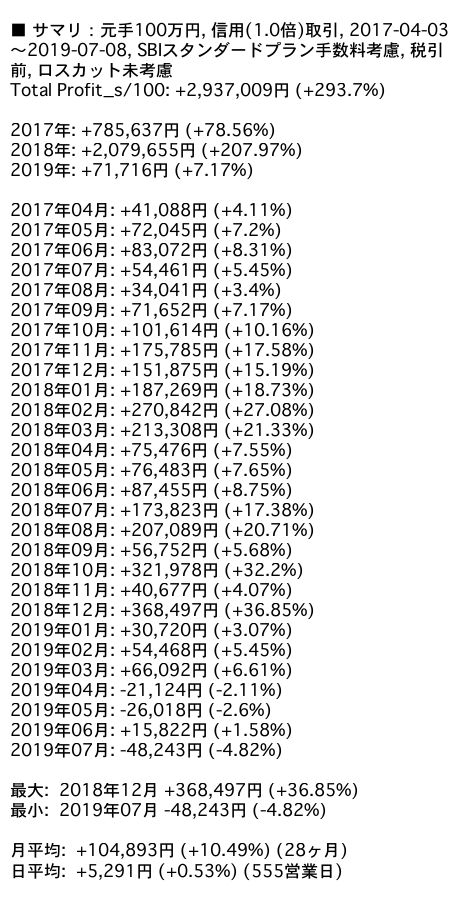 ■ サマリ：元手100万円, 信用(1.0倍)取引, 2017-04-03
～2019-07-08, SBIスタンダードプラン手数料考慮, 税引
前, ロスカット未考慮
Total Profit_s/100: +2,937,009円 (+293.7%)
2017年: +785,637円 (+78.56%)
2018年: +2,079,655円 (+207.97%)
2019年: +71,716円 (+7.17%)
2017年04月: +41,088円 (+4.11%)
2017年05月: +72,045円 (+7.2%)
2017年06月: +83,072円 (+8.31%)
2017年07月: +54,461円 (+5.45%)
2017年08月: +34,041円 (+3.4%)
2017年09月: +71,652円 (+7.17%)
2017年10月: +101,614円 (+10.16%)
2017年11月: +175,785円 (+17.58%)
2017年12月: +151,875円 (+15.19%)
2018年01月: +187,269円 (+18.73%)
2018年02月: +270,842円 (+27.08%)
2018年03月: +213,308円 (+21.33%)
2018年04月: +75,476円 (+7.55%)
2018年05月: +76,483円 (+7.65%)
2018年06月: +87,455円 (+8.75%)
2018年07月: +173,823円 (+17.38%)
2018年08月: +207,089円 (+20.71%)
2018年09月: +56,752円 (+5.68%)
2018年10月: +321,978円 (+32.2%)
2018年11月: +40,677円 (+4.07%)
2018年12月: +368,497円 (+36.85%)
2019年01月: +30,720円 (+3.07%)
2019年02月: +54,468円 (+5.45%)
2019年03月: +66,092円 (+6.61%)
2019年04月: -21,124円 (-2.11%)
2019年05月: -26,018円 (-2.6%)
2019年06月: +15,822円 (+1.58%)
2019年07月: -48,243円 (-4.82%)
最大: 2018年12月 +368,497円 (+36.85%)
最小: 2019年07月 -48,243円 (-4.82%)
月平均: +104,893円 (+10.49%) (28ヶ月)
日平均: +5,291円 (+0.53%) (555営業日)